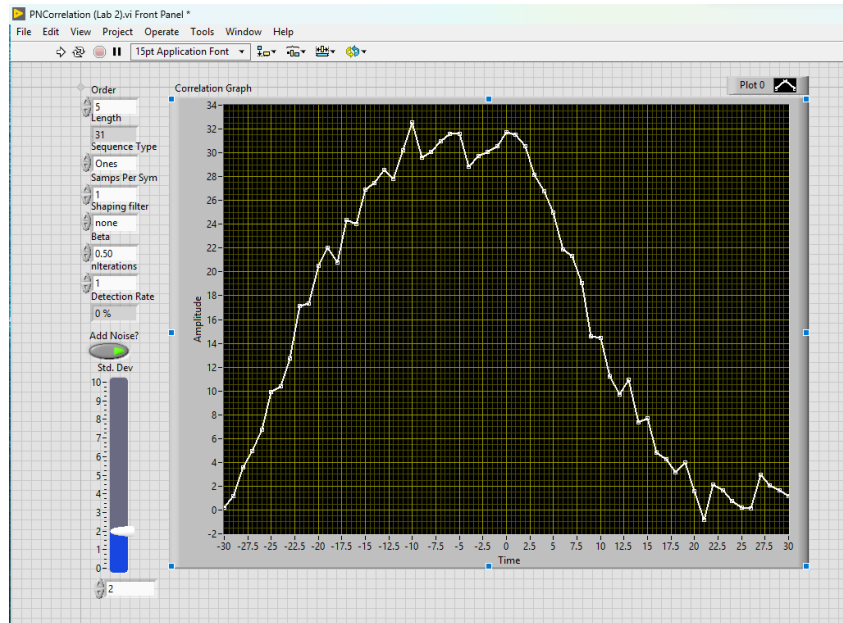 PNCorrelation (Lab 2).vi Front Panel *
File Edit View Project Operate Tools Window Help
15pt Application Font
Order
5
Length
31
Sequence Type
Ones
Samps Per Sym
1
Shaping filter
none
Beta
0.50
nIterations
1
Detection Rate
0 %
Add Noise?
Std. Dev
10-
9-
8-
7-
6-
5-
4-
3-
2-
1-
0-
2
Correlation Graph
Plot 0
Amplitude
34-
32-
30-
28-
26-
24-
22-
20-
18-
16-
14-
12-
10-
8-
6-
4-
2-
0-
-2-
-30 -27.5 -25 -22.5 -20 -17.5 -15 -12.5 -10 -7.5 -5 -2.5 0 2.5 5 7.5 10 12.5 15 17.5 20 22.5 25 27.5 30
Time